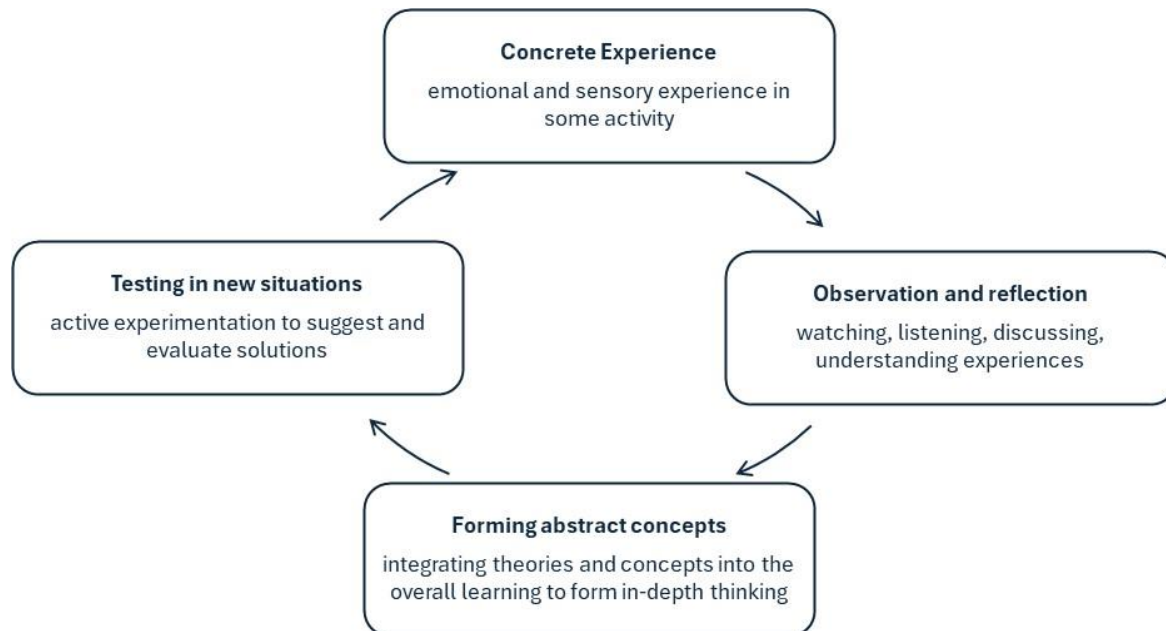 Concrete Experience
emotional and sensory experience in
some activity
Testing in new situations
active experimentation to suggest and
evaluate solutions
Observation and reflection
watching, listening, discussing,
understanding experiences
Forming abstract concepts
integrating theories and concepts into the
overall learning to form in-depth thinking